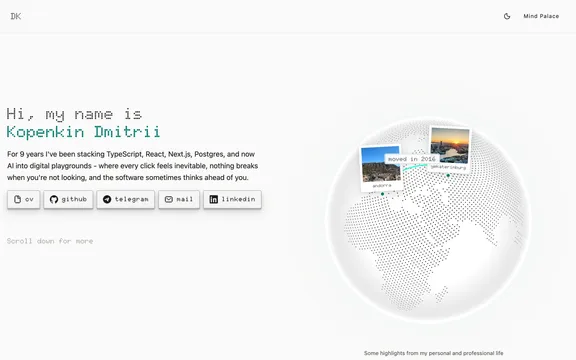 DK
Mind Palace
Hi, my name is
Kopenkin Dmitrii
For 9 years I've been stacking TypeScript, React, Next.js, Postgres, and now
AI into digital playgrounds - where every click feels inevitable, nothing breaks
when you're not looking, and the software sometimes thinks ahead of you.
cv
github
telegram
mail
linkedin
Scroll down for more
moved in 2016
andorra
yekaterinburg
Some highlights from my personal and professional life